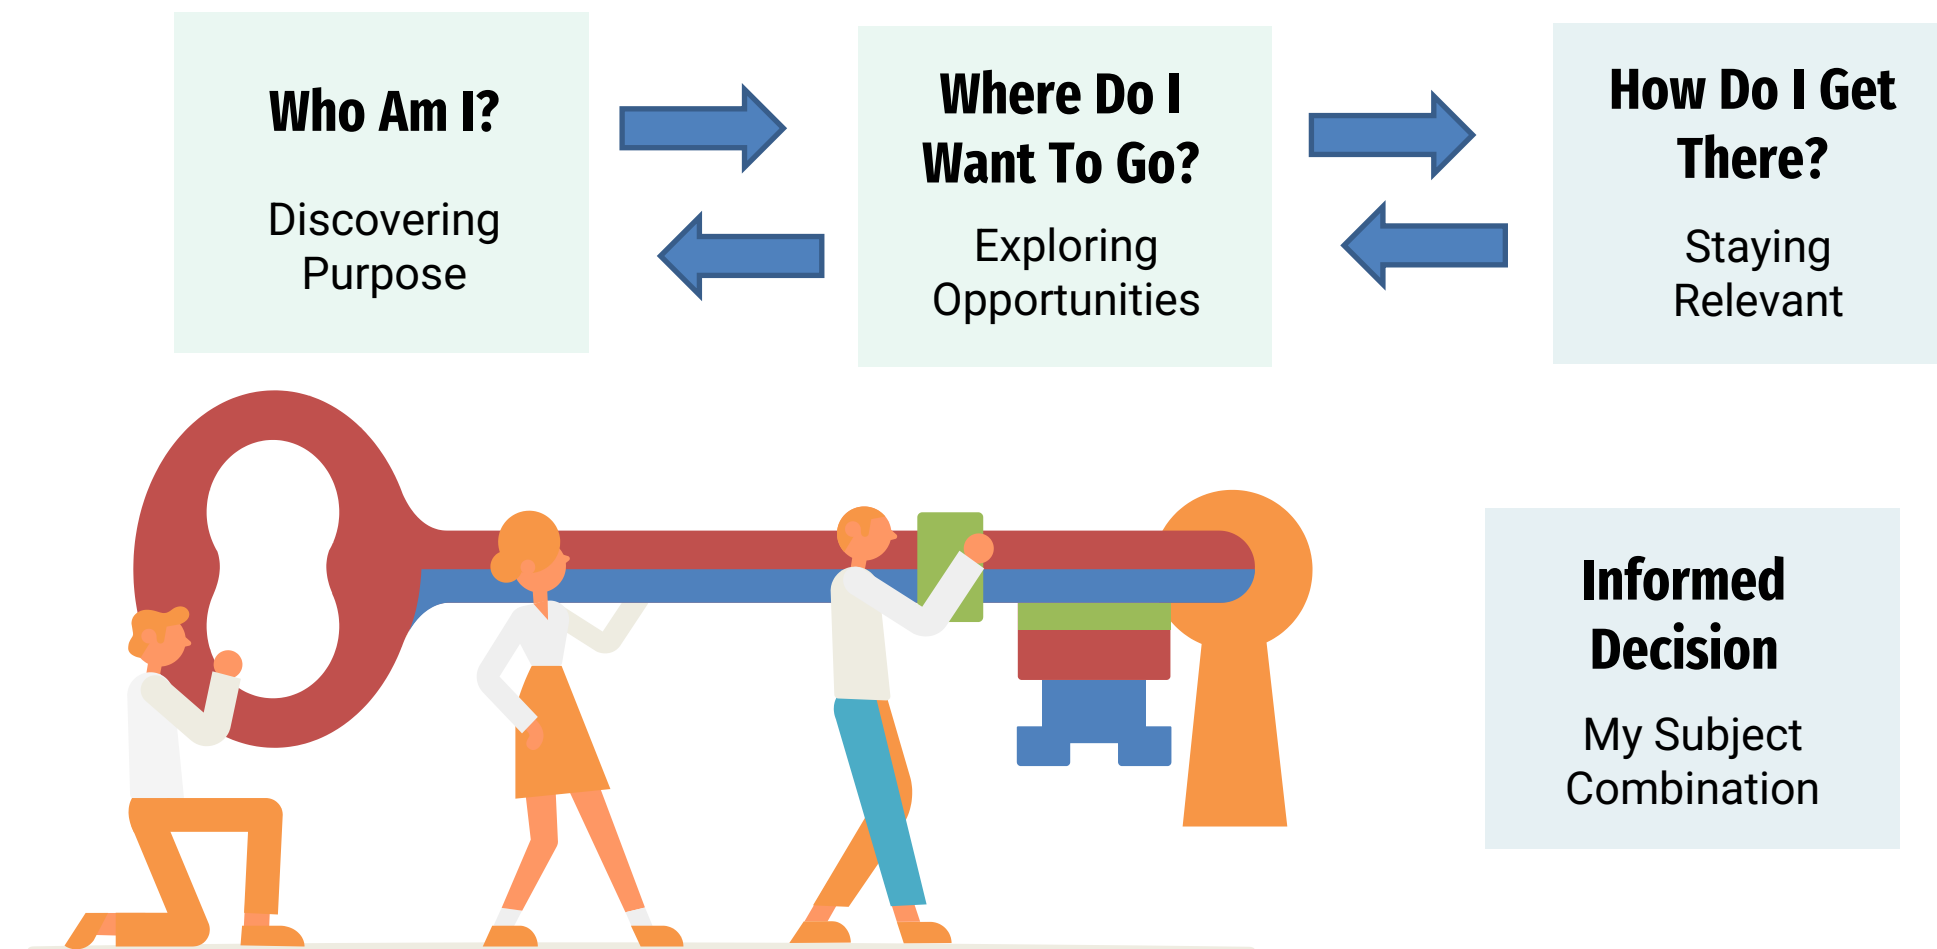 Who Am I?
Discovering
Purpose
Where Do I
Want To Go?
Exploring
Opportunities
How Do I Get
There?
Staying
Relevant
Informed
Decision
My Subject
Combination